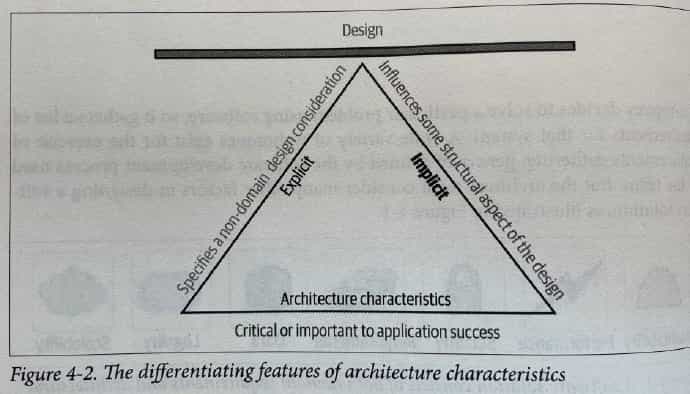 Design
Specifies a non-domain design consideration
Explicit
Influences some structural aspect of the design
Implicit
Architecture characteristics
Critical or important to application success
Figure 4-2. The differentiating features of architecture characteristics